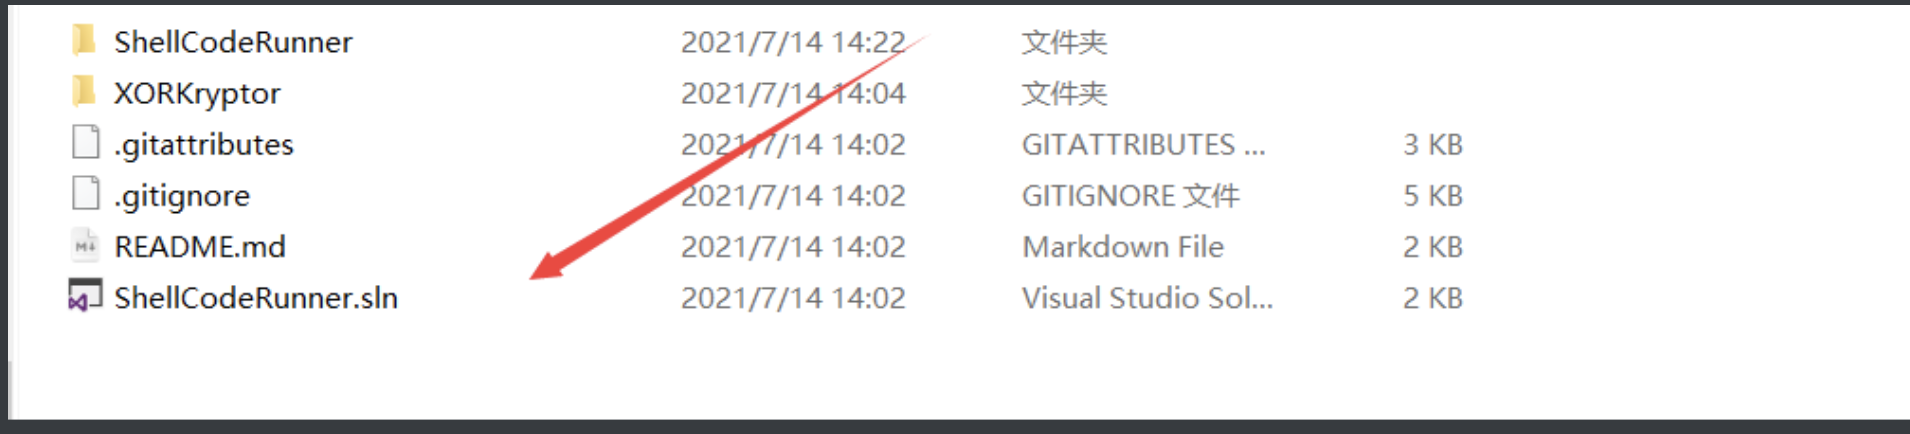 ShellCodeRunner 2021/7/14 14:22 文件夹
XORKryptor 2021/7/14 14:04 文件夹
.gitattributes 2021/7/14 14:02 GITATTRIBUTES ... 3 KB
.gitignore 2021/7/14 14:02 GITIGNORE 文件 5 KB
README.md 2021/7/14 14:02 Markdown File 2 KB
ShellCodeRunner.sln 2021/7/14 14:02 Visual Studio Sol... 2 KB